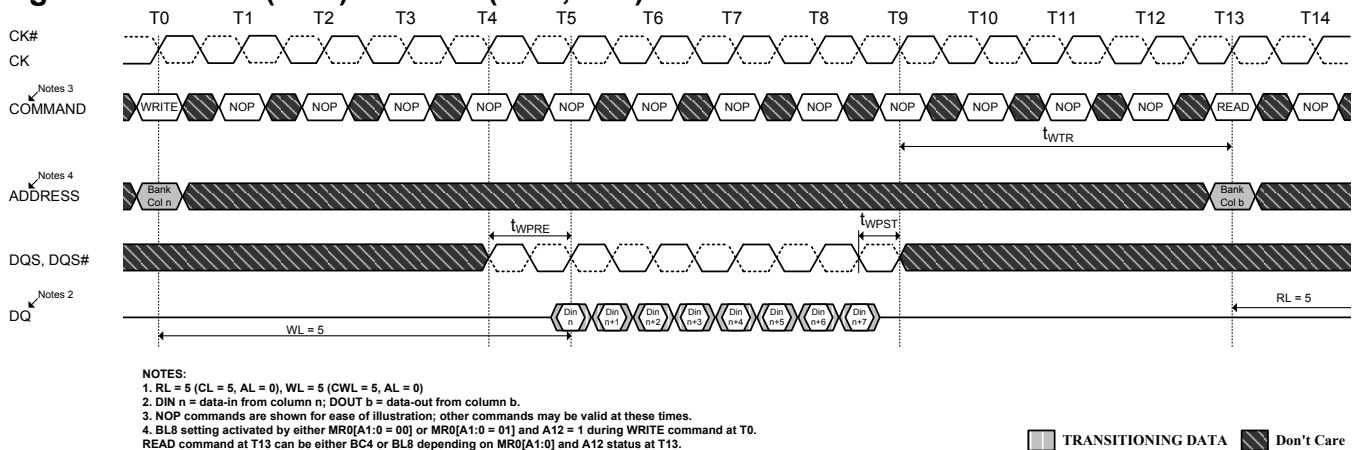 T0 T1 T2 T3 T4 T5 T6 T7 T8 T9 T10 T11 T12 T13 T14
CK#
CK
Notes 3
COMMAND
WRITE NOP NOP NOP NOP NOP NOP NOP NOP NOP NOP NOP NOP READ NOP
tWTR
Notes 4
ADDRESS
Bank
Col n
Bank
Col b
tWPRE
tWPST
DQS, DQS#
Notes 2
DQ
Din
n
Din
n+1
Din
n+2
Din
n+3
Din
n+4
Din
n+5
Din
n+6
Din
n+7
RL = 5
WL = 5
NOTES:
1. RL = 5 (CL = 5, AL = 0), WL = 5 (CWL = 5, AL = 0)
2. DIN n = data-in from column n; DOUT b = data-out from column b.
3. NOP commands are shown for ease of illustration; other commands may be valid at these times.
4. BL8 setting activated by either MR0[A1:0 = 00] or MR0[A1:0 = 01] and A12 = 1 during WRITE command at T0.
READ command at T13 can be either BC4 or BL8 depending on MR0[A1:0] and A12 status at T13.
TRANSITIONING DATA Don't Care